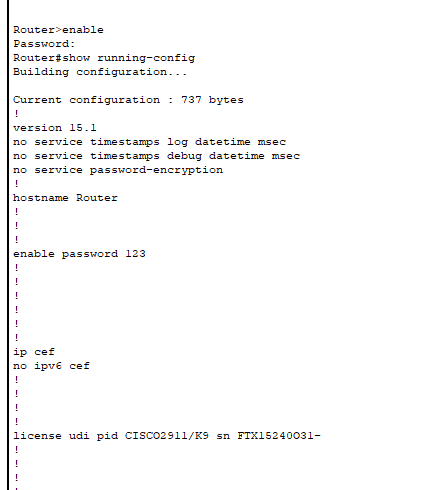 Router>enable
Password:
Router#show running-config
Building configuration...
Current configuration : 737 bytes
!
version 15.1
no service timestamps log datetime msec
no service timestamps debug datetime msec
no service password-encryption
!
hostname Router
!
!
!
enable password 123
!
!
!
!
!
!
ip cef
no ipv6 cef
!
!
!
!
license udi pid CISCO2911/K9 sn FTX15240O31-
!
!
!
!